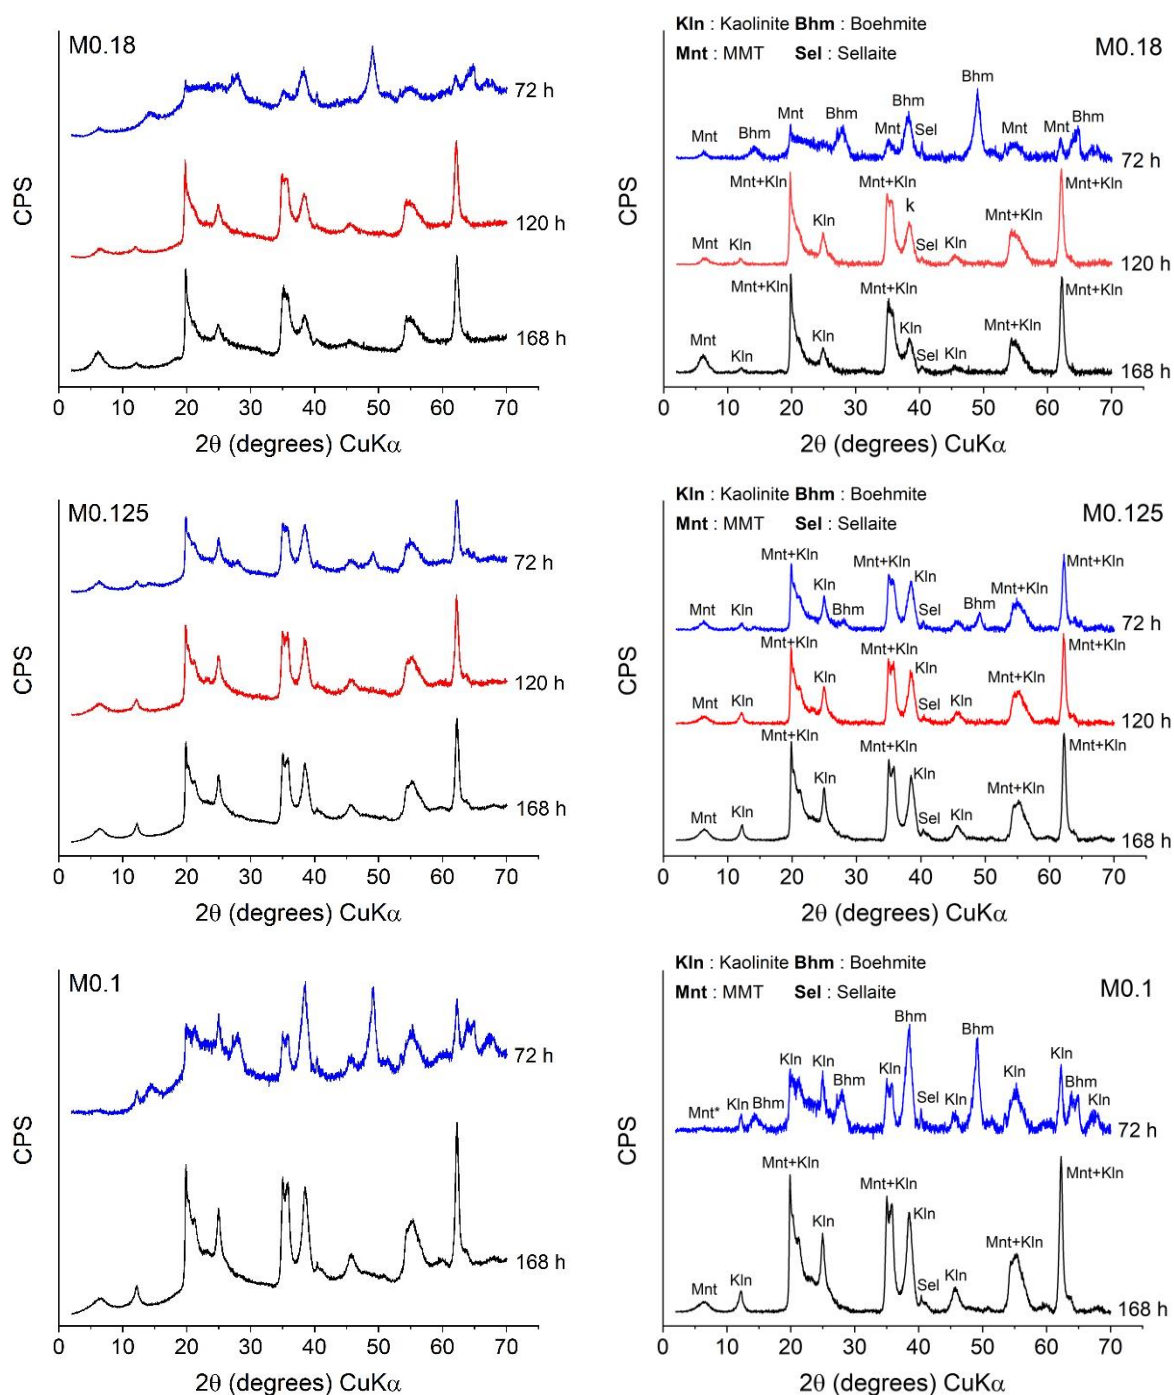 M0.18
72 h
120 h
168 h
CPS
0 10 20 30 40 50 60 70
2θ (degrees) CuKα
Kln : Kaolinite Bhm : Boehmite
Mnt : MMT Sel : Sellaite
M0.18
Bhm
Mnt Bhm Mnt Bhm Mnt Bhm Sel Mnt Mnt Bhm
72 h
Mnt+Kln Mnt+Kln Mnt+Kln
k
Mnt Kln Kln Sel Kln Mnt+Kln
120 h
Mnt+Kln Mnt+Kln Mnt+Kln
Mnt Kln Kln Kln Sel Kln Mnt+Kln
168 h
CPS
0 10 20 30 40 50 60 70
2θ (degrees) CuKα
M0.125
72 h
120 h
168 h
CPS
0 10 20 30 40 50 60 70
2θ (degrees) CuKα
Kln : Kaolinite Bhm : Boehmite
Mnt : MMT Sel : Sellaite
M0.125
Mnt+Kln Mnt+Kln Mnt+Kln
Mnt Kln Kln Bhm Kln Sel Bhm Mnt+Kln
72 h
Mnt+Kln Mnt+Kln Mnt+Kln
Mnt Kln Kln Kln Sel Kln Mnt+Kln
120 h
Mnt+Kln Mnt+Kln Mnt+Kln
Mnt Kln Kln Kln Sel Kln Mnt+Kln
168 h
CPS
0 10 20 30 40 50 60 70
2θ (degrees) CuKα
M0.1
72 h
168 h
CPS
0 10 20 30 40 50 60 70
2θ (degrees) CuKα
Kln : Kaolinite Bhm : Boehmite
Mnt : MMT Sel : Sellaite
M0.1
Bhm Bhm
Mnt* Kln Bhm Kln Kln Bhm Kln Sel Kln Kln Kln Bhm Kln
72 h
Mnt+Kln Mnt+Kln Mnt+Kln
Mnt Kln Kln Kln Sel Kln Mnt+Kln
168 h
CPS
0 10 20 30 40 50 60 70
2θ (degrees) CuKα